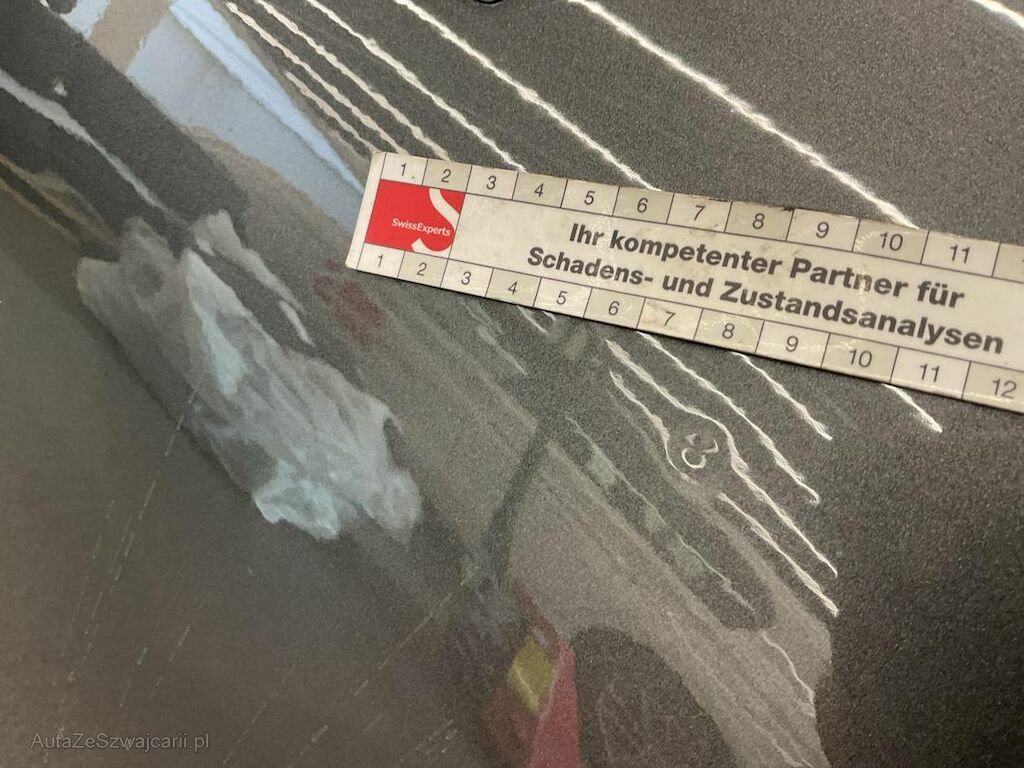 1 2 3 4 5 6 7 8 9 10 11
SwissExperts
S
Ihr kompetenter Partner für
Schadens- und Zustandsanalysen
1 2 3 4 5 6 7 8 9 10 11 12
AutaZeSzwajcarii.pl